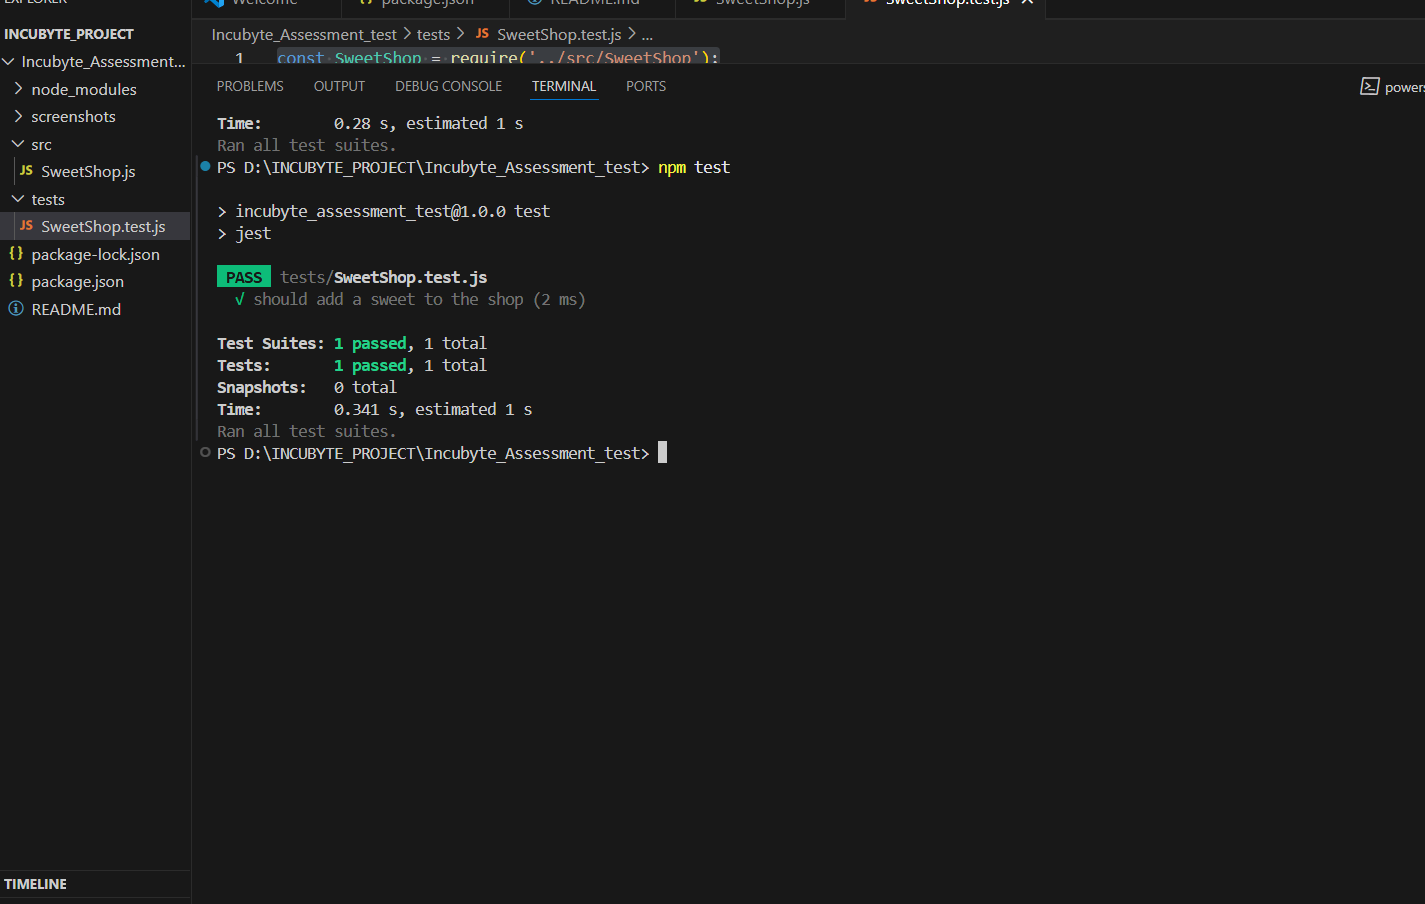 EXPLORER
Welcome
package.json
README.md
SweetShop.js
SweetShop.test.js
INCUBYTE_PROJECT
Incubyte_Assessment...
node_modules
screenshots
src
JS SweetShop.js
tests
JS SweetShop.test.js
{} package-lock.json
{} package.json
README.md
TIMELINE
Incubyte_Assessment_test > tests > JS SweetShop.test.js > ...
1 const SweetShop = require('../src/SweetShop');
PROBLEMS OUTPUT DEBUG CONSOLE TERMINAL PORTS
powers
Time: 0.28 s, estimated 1 s
Ran all test suites.
PS D:\INCUBYTE_PROJECT\Incubyte_Assessment_test> npm test
> incubyte_assessment_test@1.0.0 test
> jest
PASS tests/SweetShop.test.js
√ should add a sweet to the shop (2 ms)
Test Suites: 1 passed, 1 total
Tests: 1 passed, 1 total
Snapshots: 0 total
Time: 0.341 s, estimated 1 s
Ran all test suites.
PS D:\INCUBYTE_PROJECT\Incubyte_Assessment_test>